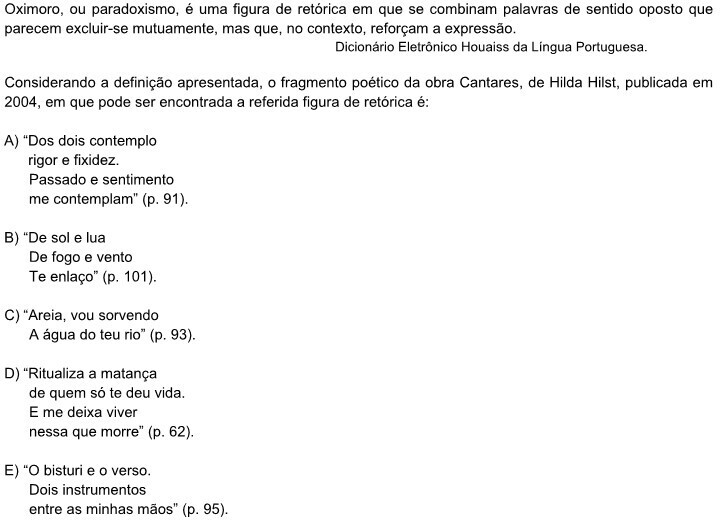 Oximoro, ou paradoxismo, é uma figura de retórica em que se combinam palavras de sentido oposto que
parecem excluir-se mutuamente, mas que, no contexto, reforçam a expressão.
Dicionário Eletrônico Houaiss da Língua Portuguesa.
Considerando a definição apresentada, o fragmento poético da obra Cantares, de Hilda Hilst, publicada em
2004, em que pode ser encontrada a referida figura de retórica é:
A) “Dos dois contemplo
rigor e fixidez.
Passado e sentimento
me contemplam” (p. 91).
B) “De sol e lua
De fogo e vento
Te enlaço” (p. 101).
C) “Areia, vou sorvendo
A água do teu rio” (p. 93).
D) “Ritualiza a matança
de quem só te deu vida.
E me deixa viver
nessa que morre” (p. 62).
E) “O bisturi e o verso.
Dois instrumentos
entre as minhas mãos” (p. 95).